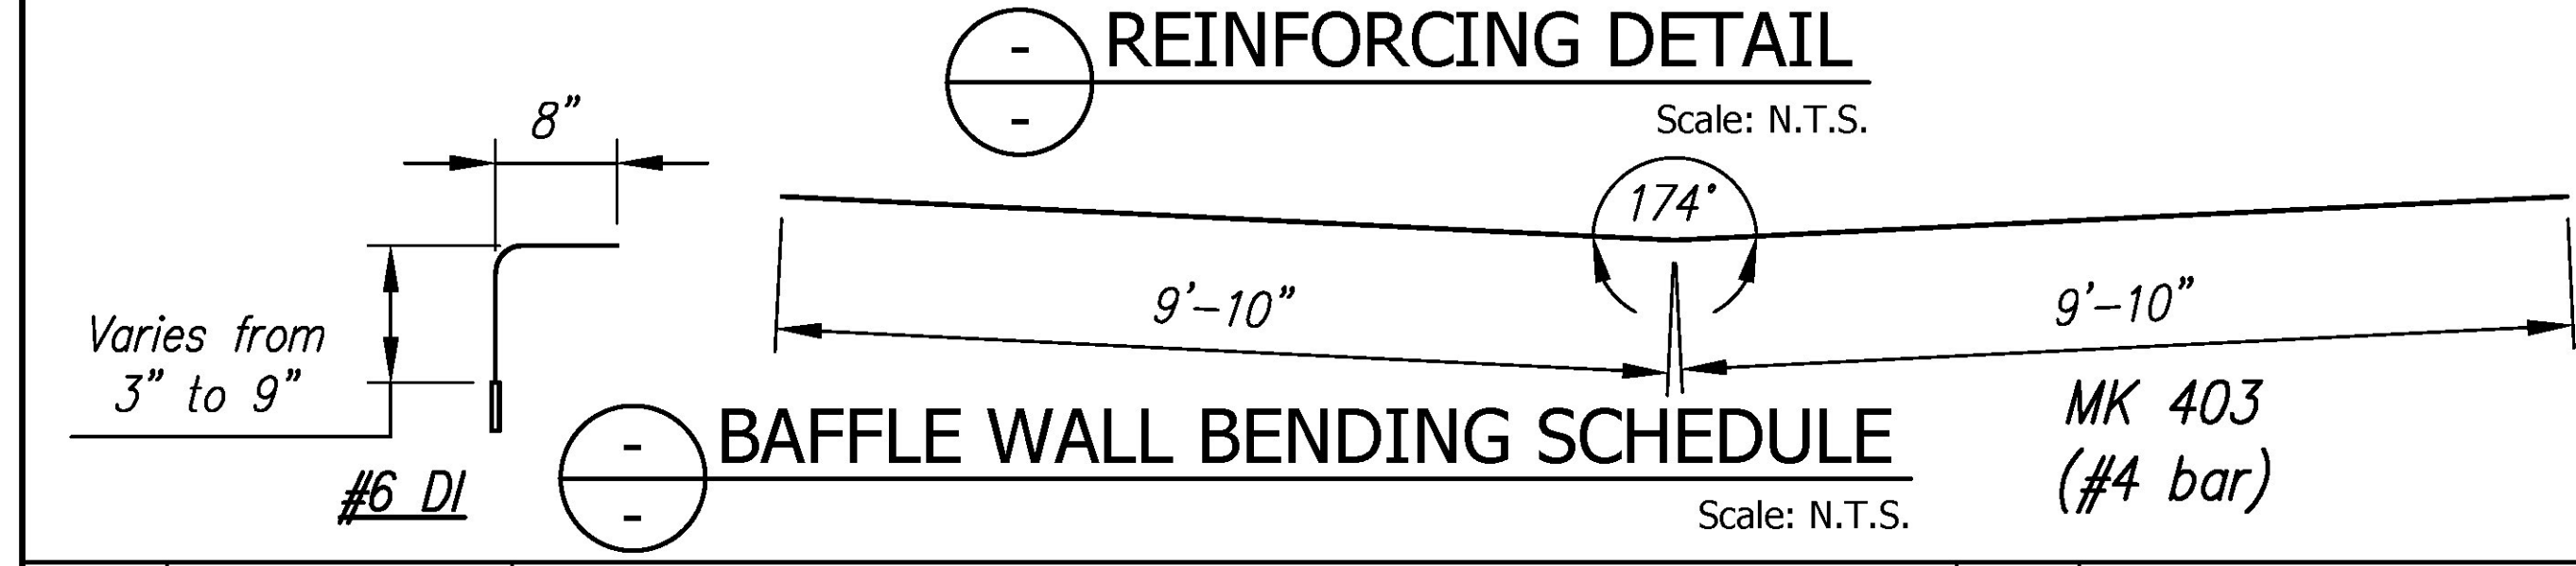 -
-
REINFORCING DETAIL
Scale: N.T.S.
8”
174°
Varies from
3” to 9”
9’-10”
9’-10”
#6 DI
-
-
BAFFLE WALL BENDING SCHEDULE
Scale: N.T.S.
MK 403
(#4 bar)